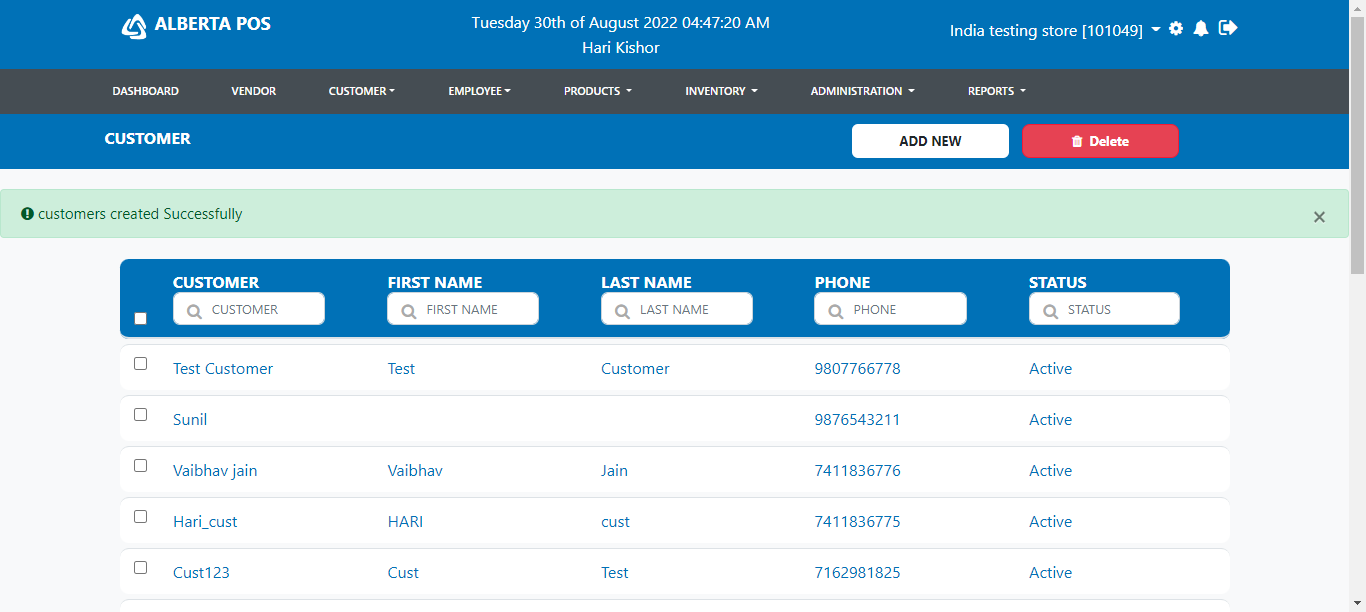 ALBERTA POS
Tuesday 30th of August 2022 04:47:20 AM
Hari Kishor
India testing store [101049]
DASHBOARD VENDOR CUSTOMER EMPLOYEE PRODUCTS INVENTORY ADMINISTRATION REPORTS
CUSTOMER ADD NEW Delete
customers created Successfully ×
CUSTOMER FIRST NAME LAST NAME PHONE STATUS
CUSTOMER FIRST NAME LAST NAME PHONE STATUS
Test Customer Test Customer 9807766778 Active
Sunil 9876543211 Active
Vaibhav jain Vaibhav Jain 7411836776 Active
Hari_cust HARI cust 7411836775 Active
Cust123 Cust Test 7162981825 Active